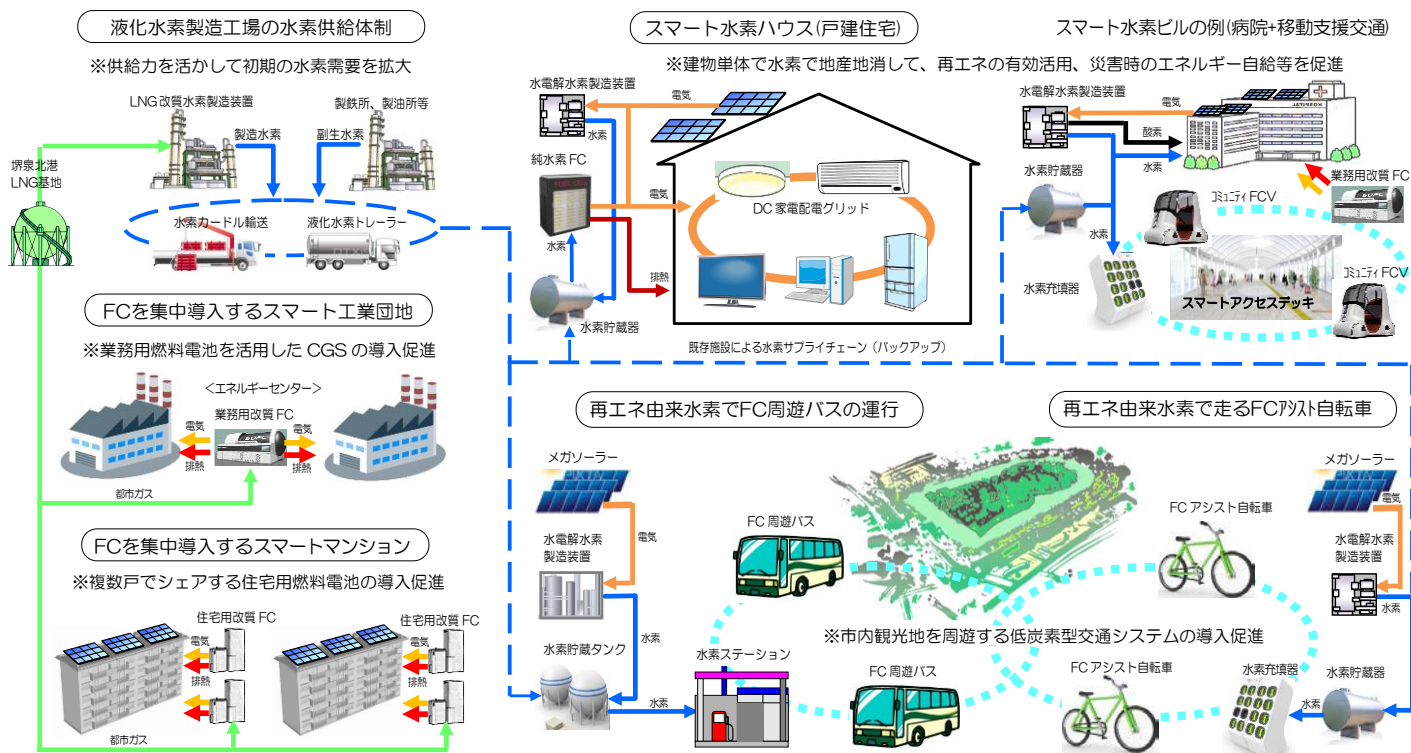 液化水素製造工場の水素供給体制
※供給力を活かして初期の水素需要を拡大
LNG改質水素製造装置
製鉄所、製油所等
製造水素
副生水素
堺泉北港
LNG基地
水素カードル輸送
液化水素トレーラー
FCを集中導入するスマート工業団地
※業務用燃料電池を活用したCGSの導入促進
<エネルギーセンター>
業務用改質FC
電気
電気
排熱
排熱
都市ガス
FCを集中導入するスマートマンション
※複数戸でシェアする住宅用燃料電池の導入促進
住宅用改質FC
住宅用改質FC
電気
電気
排熱
排熱
都市ガス
スマート水素ハウス(戸建住宅)
スマート水素ビルの例(病院+移動支援交通)
※建物単体で水素で地産地消して、再エネの有効活用、災害時のエネルギー自給等を促進
水電解水素製造装置
電気
水素
純水素FC
電気
DC家電配電グリッド
水素
排熱
水素貯蔵器
既存施設による水素サプライチェーン（バックアップ）
水電解水素製造装置
電気
酸素
水素
水素貯蔵器
業務用改質FC
コミュニティFCV
水素
コミュニティFCV
水素充填器
スマートアクセスデッキ
再エネ由来水素でFC周遊バスの運行
再エネ由来水素で走るFCアシスト自転車
メガソーラー
電気
水電解水素
製造装置
水素
水素貯蔵タンク
水素
水素ステーション
FC周遊バス
FC周遊バス
※市内観光地を周遊する低炭素型交通システムの導入促進
FCアシスト自転車
FCアシスト自転車
メガソーラー
電気
水電解水素
製造装置
水素
水素充填器
水素貯蔵器
水素